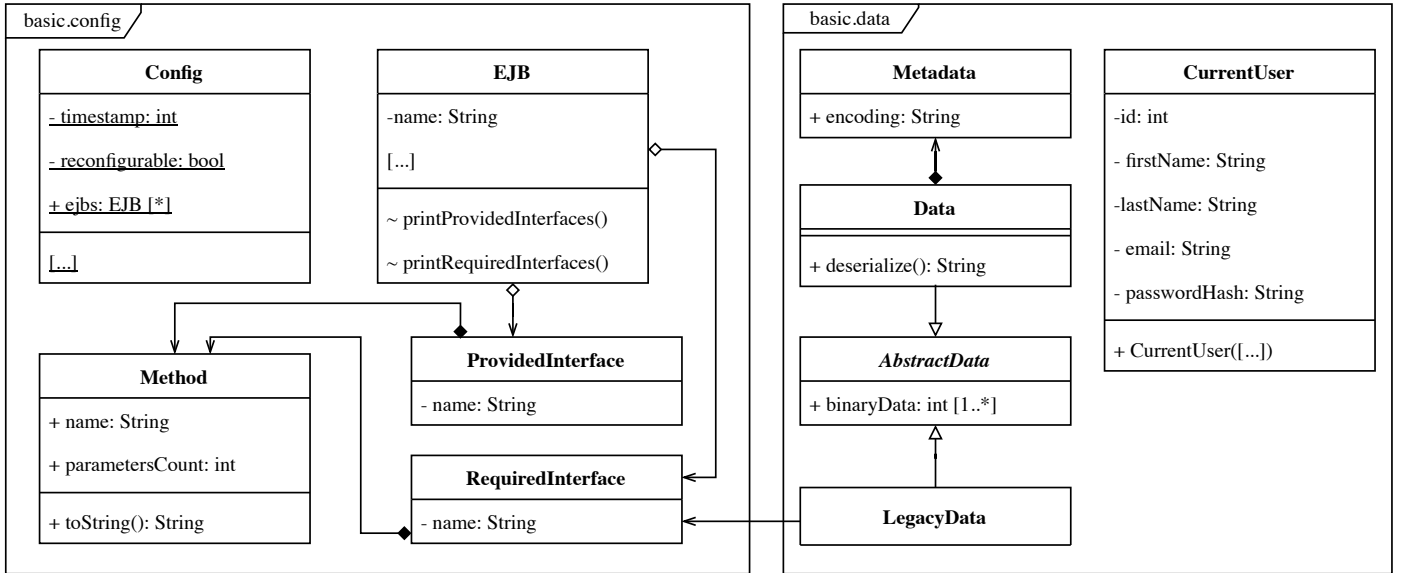 basic.config
Config
- timestamp: int
- reconfigurable: bool
+ ejbs: EJB [*]
[...]
EJB
-name: String
[...]
~ printProvidedInterfaces()
~ printRequiredInterfaces()
Method
+ name: String
+ parametersCount: int
+ toString(): String
ProvidedInterface
- name: String
RequiredInterface
- name: String
basic.data
Metadata
+ encoding: String
Data
+ deserialize(): String
AbstractData
+ binaryData: int [1..*]
LegacyData
CurrentUser
-id: int
- firstName: String
-lastName: String
- email: String
- passwordHash: String
+ CurrentUser([...])